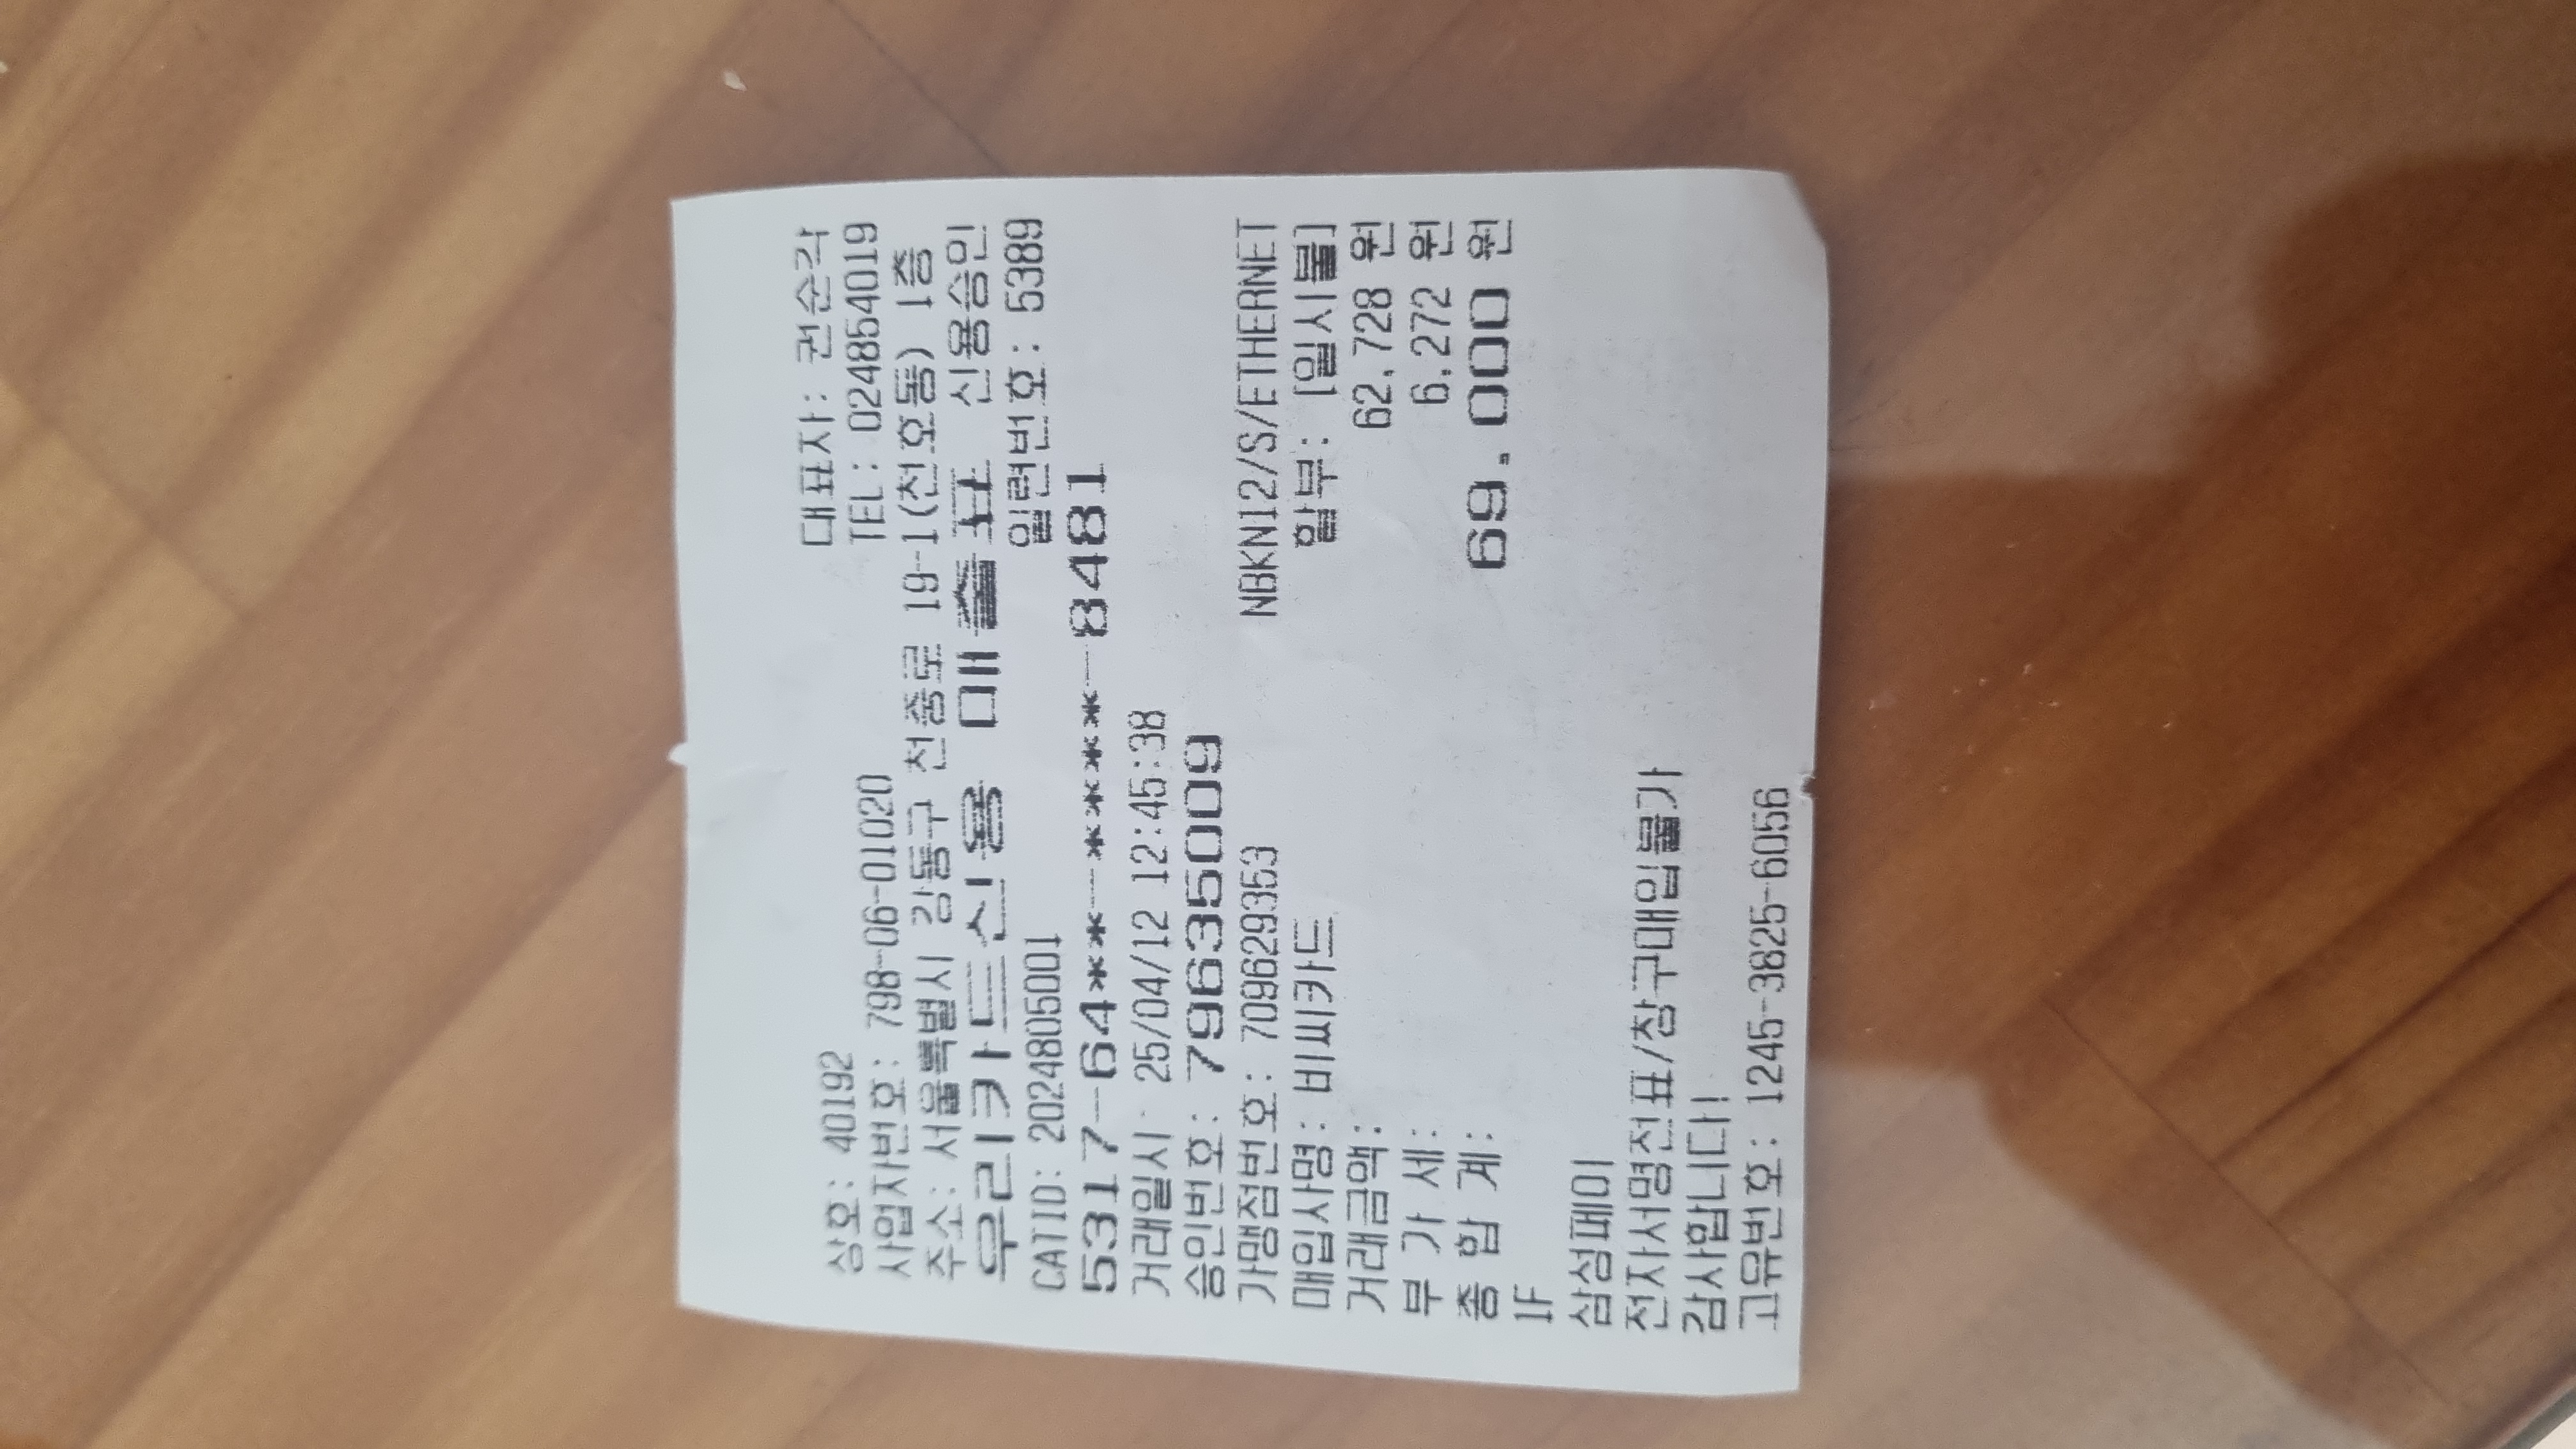 상호: 40192 대표자: 권순각
사업자번호: 798-06-01020 TEL: 024854019
주소: 서울특별시 강동구 천중로 19-1(천호동) 1층
우리카드신용 매출표 신용승인
CATID: 2024805001 일련번호: 5389
5317-64**-****-8481
거래일시: 25/04/12 12:45:38
승인번호: 79635009
가맹점번호: 709629353 NBKN12/S/ETHERNET
매입사명: 비씨카드 할부: [일시불]
거래금액: 62,728 원
부 가 세: 6,272 원
총 합 계: 69,000 원
IF
삼성페이
전자서명전표/창구매입불가
감사합니다!
고유번호: 1245-3825-6056